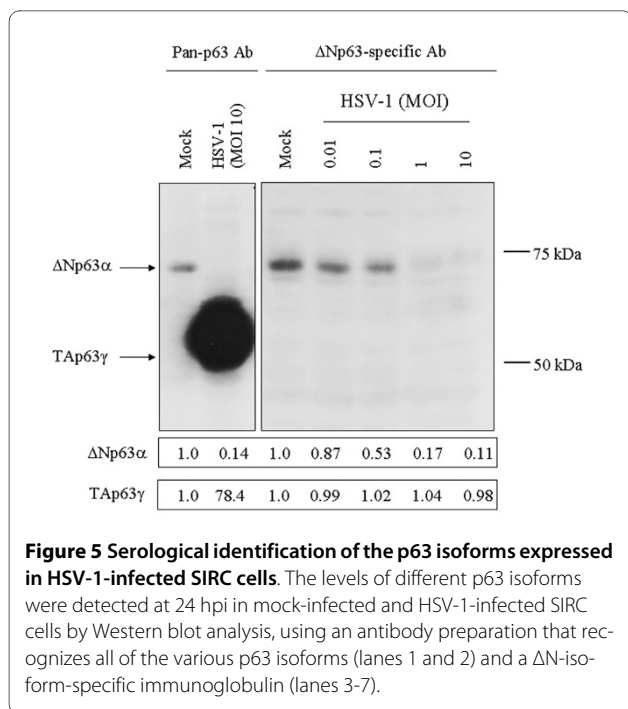 Pan-p63 Ab ΔNp63-specific Ab
HSV-1 (MOI)
Mock HSV-1 (MOI 10) Mock 0.01 0.1 1 10
ΔNp63α
75 kDa
TAp63γ
50 kDa
ΔNp63α 1.0 0.14 1.0 0.87 0.53 0.17 0.11
TAp63γ 1.0 78.4 1.0 0.99 1.02 1.04 0.98
Figure 5 Serological identification of the p63 isoforms expressed
in HSV-1-infected SIRC cells. The levels of different p63 isoforms
were detected at 24 hpi in mock-infected and HSV-1-infected SIRC
cells by Western blot analysis, using an antibody preparation that rec-
ognizes all of the various p63 isoforms (lanes 1 and 2) and a ΔN-iso-
form-specific immunoglobulin (lanes 3-7).